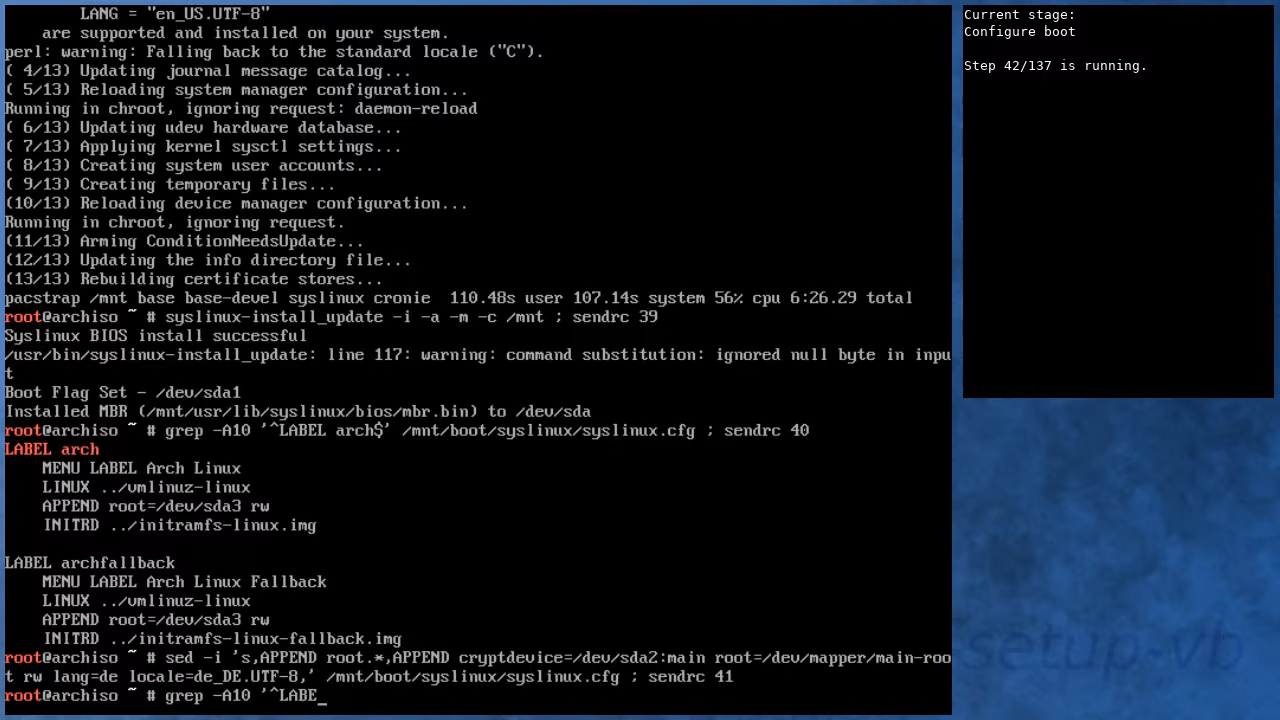 LANG = "en_US.UTF-8"
    are supported and installed on your system.
perl: warning: Falling back to the standard locale ("C").
( 4/13) Updating journal message catalog...
( 5/13) Reloading system manager configuration...
Running in chroot, ignoring request: daemon-reload
( 6/13) Updating udev hardware database...
( 7/13) Applying kernel sysctl settings...
( 8/13) Creating system user accounts...
( 9/13) Creating temporary files...
(10/13) Reloading device manager configuration...
Running in chroot, ignoring request.
(11/13) Arming ConditionNeedsUpdate...
(12/13) Updating the info directory file...
(13/13) Rebuilding certificate stores...
pacstrap /mnt base base-devel syslinux cronie  110.48s user 107.14s system 56% cpu 6:26.29 total
root@archiso ~ # syslinux-install_update -i -a -m -c /mnt ; sendrc 39
Syslinux BIOS install successful
/usr/bin/syslinux-install_update: line 117: warning: command substitution: ignored null byte in inpu
t
Boot Flag Set - /dev/sda1
Installed MBR (/mnt/usr/lib/syslinux/bios/mbr.bin) to /dev/sda
root@archiso ~ # grep -A10 '^LABEL arch$' /mnt/boot/syslinux/syslinux.cfg ; sendrc 40
LABEL arch
    MENU LABEL Arch Linux
    LINUX ../vmlinuz-linux
    APPEND root=/dev/sda3 rw
    INITRD ../initramfs-linux.img

LABEL archfallback
    MENU LABEL Arch Linux Fallback
    LINUX ../vmlinuz-linux
    APPEND root=/dev/sda3 rw
    INITRD ../initramfs-linux-fallback.img
root@archiso ~ # sed -i 's,APPEND root.*,APPEND cryptdevice=/dev/sda2:main root=/dev/mapper/main-roo
t rw lang=de locale=de_DE.UTF-8,' /mnt/boot/syslinux/syslinux.cfg ; sendrc 41
root@archiso ~ # grep -A10 '^LABE_
Current stage:
Configure boot

Step 42/137 is running.
setup-vb